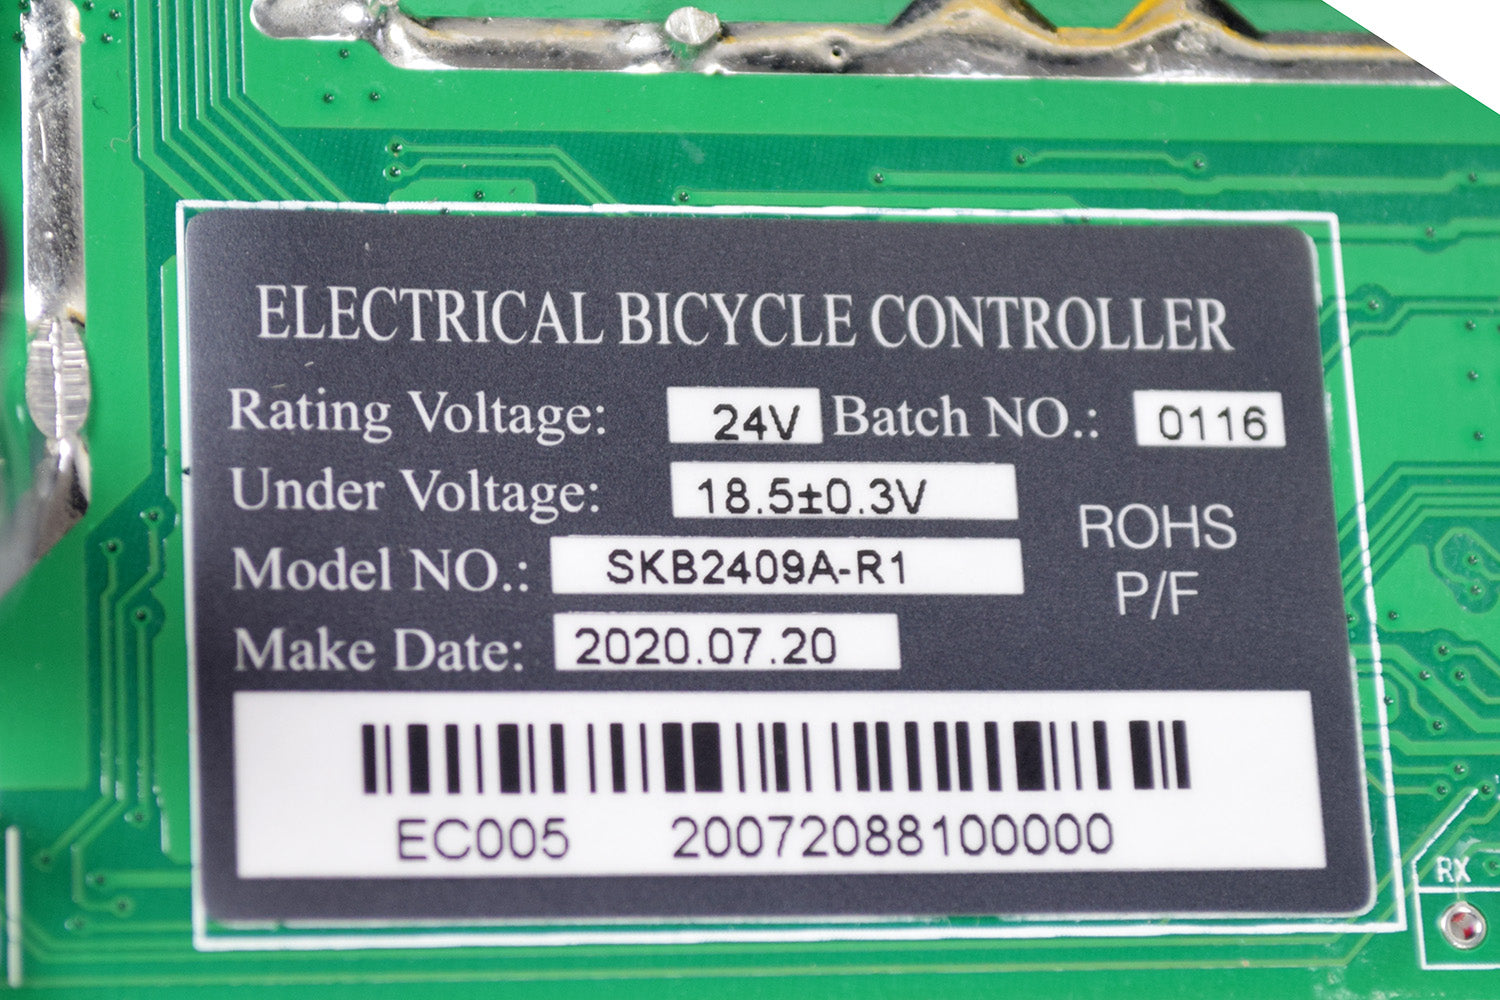 ELECTRICAL BICYCLE CONTROLLER
Rating Voltage: 24V Batch NO.: 0116
Under Voltage: 18.5±0.3V
ROHS
Model NO.: SKB2409A-R1
P/F
Make Date: 2020.07.20
EC005 20072088100000
RX